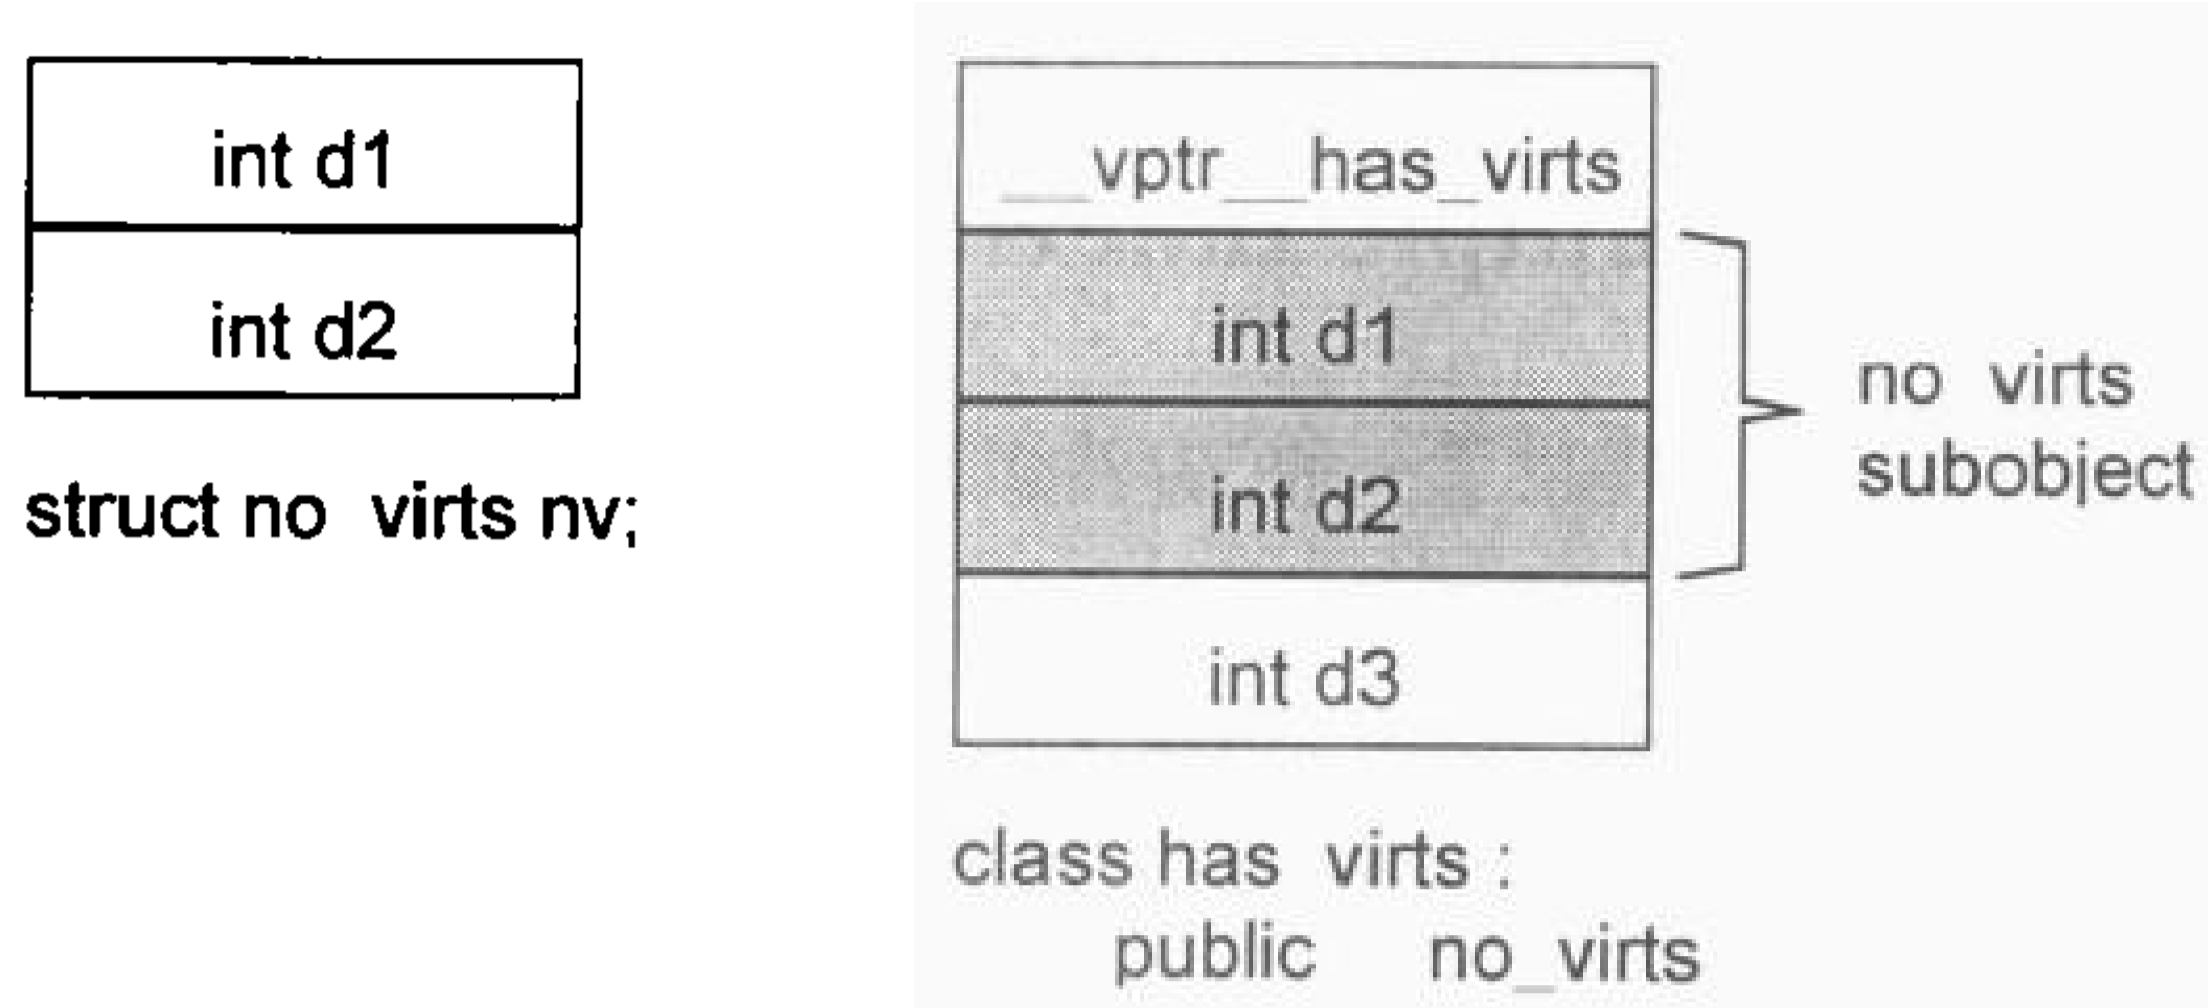 int d1
int d2
struct no virts nv;
__vptr__has_virts
int d1
int d2
int d3
no virts
subobject
class has virts :
public no_virts